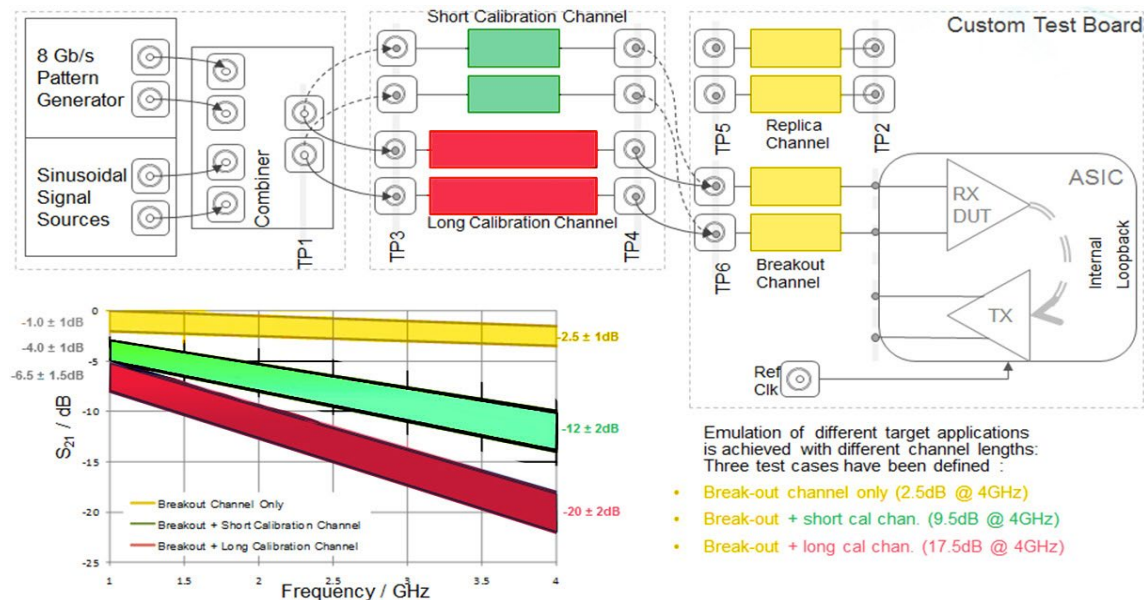 Short Calibration Channel
Custom Test Board
8 Gb/s
Pattern
Generator
Sinusoidal
Signal
Sources
Combiner
TP1
TP3
Long Calibration Channel
TP4
TP5
Replica
Channel
TP2
TP6
Breakout
Channel
ASIC
RX
DUT
Internal
Loopback
TX
Ref
Clk
S21 / dB
0
-5
-10
-15
-20
-25
-1.0 ± 1dB
-4.0 ± 1dB
-6.5 ± 1.5dB
-2.5 ± 1dB
-12 ± 2dB
-20 ± 2dB
Breakout Channel Only
Breakout + Short Calibration Channel
Breakout + Long Calibration Channel
1
1.5
2
2.5
3
3.5
4
Frequency / GHz
Emulation of different target applications
is achieved with different channel lengths:
Three test cases have been defined :
• Break-out channel only (2.5dB @ 4GHz)
• Break-out + short cal chan. (9.5dB @ 4GHz)
• Break-out + long cal chan. (17.5dB @ 4GHz)